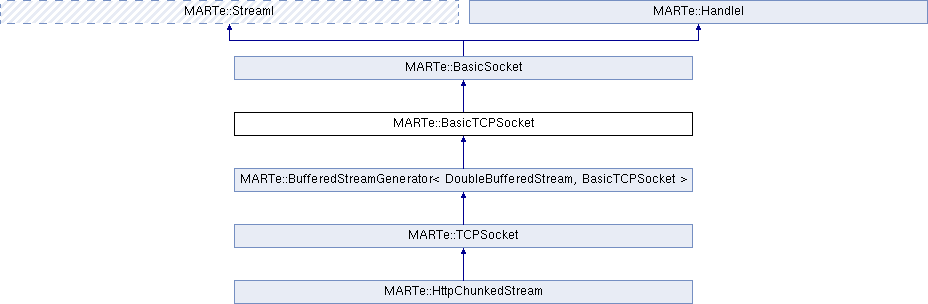 MARTe::StreamI
MARTe::HandleI
MARTe::BasicSocket
MARTe::BasicTCPSocket
MARTe::BufferedStreamGenerator< DoubleBufferedStream, BasicTCPSocket >
MARTe::TCPSocket
MARTe::HttpChunkedStream